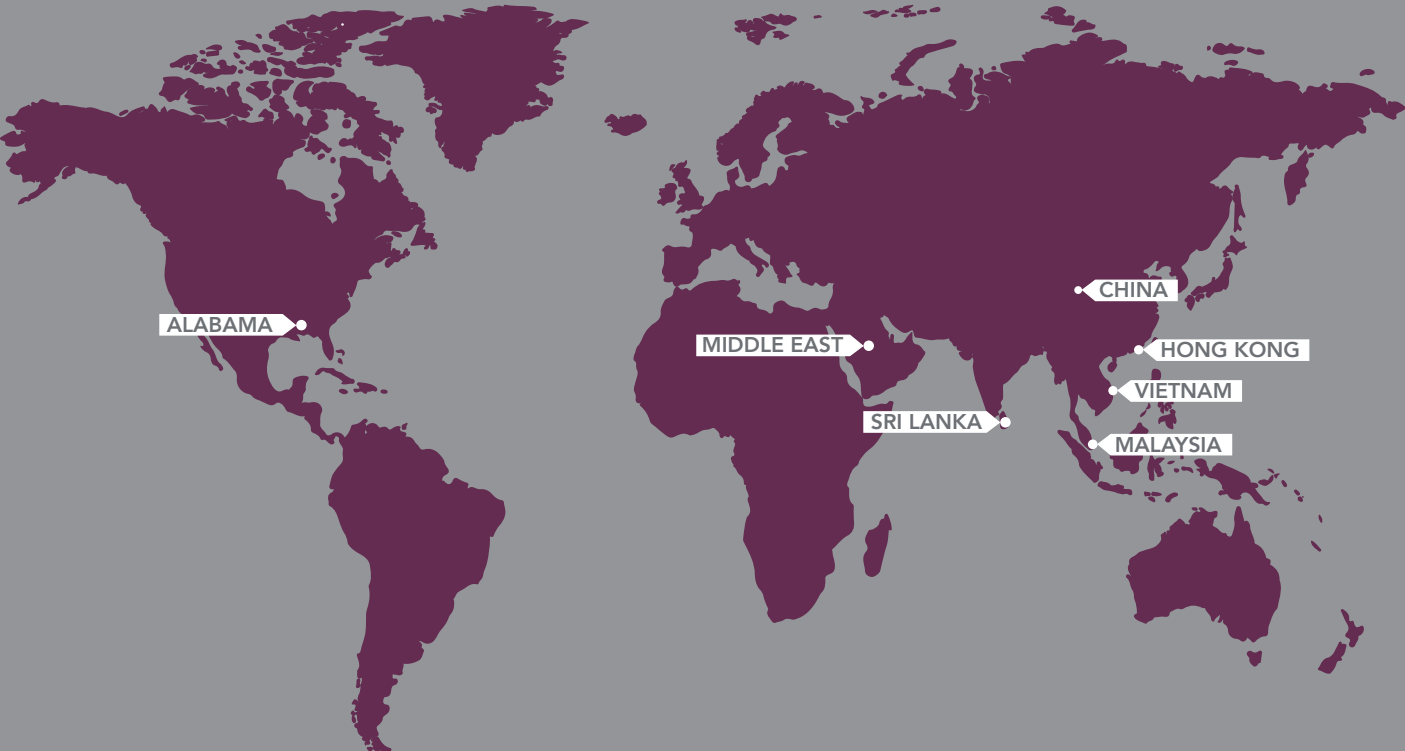 CHINA
ALABAMA
MIDDLE EAST
HONG KONG
VIETNAM
SRI LANKA
MALAYSIA